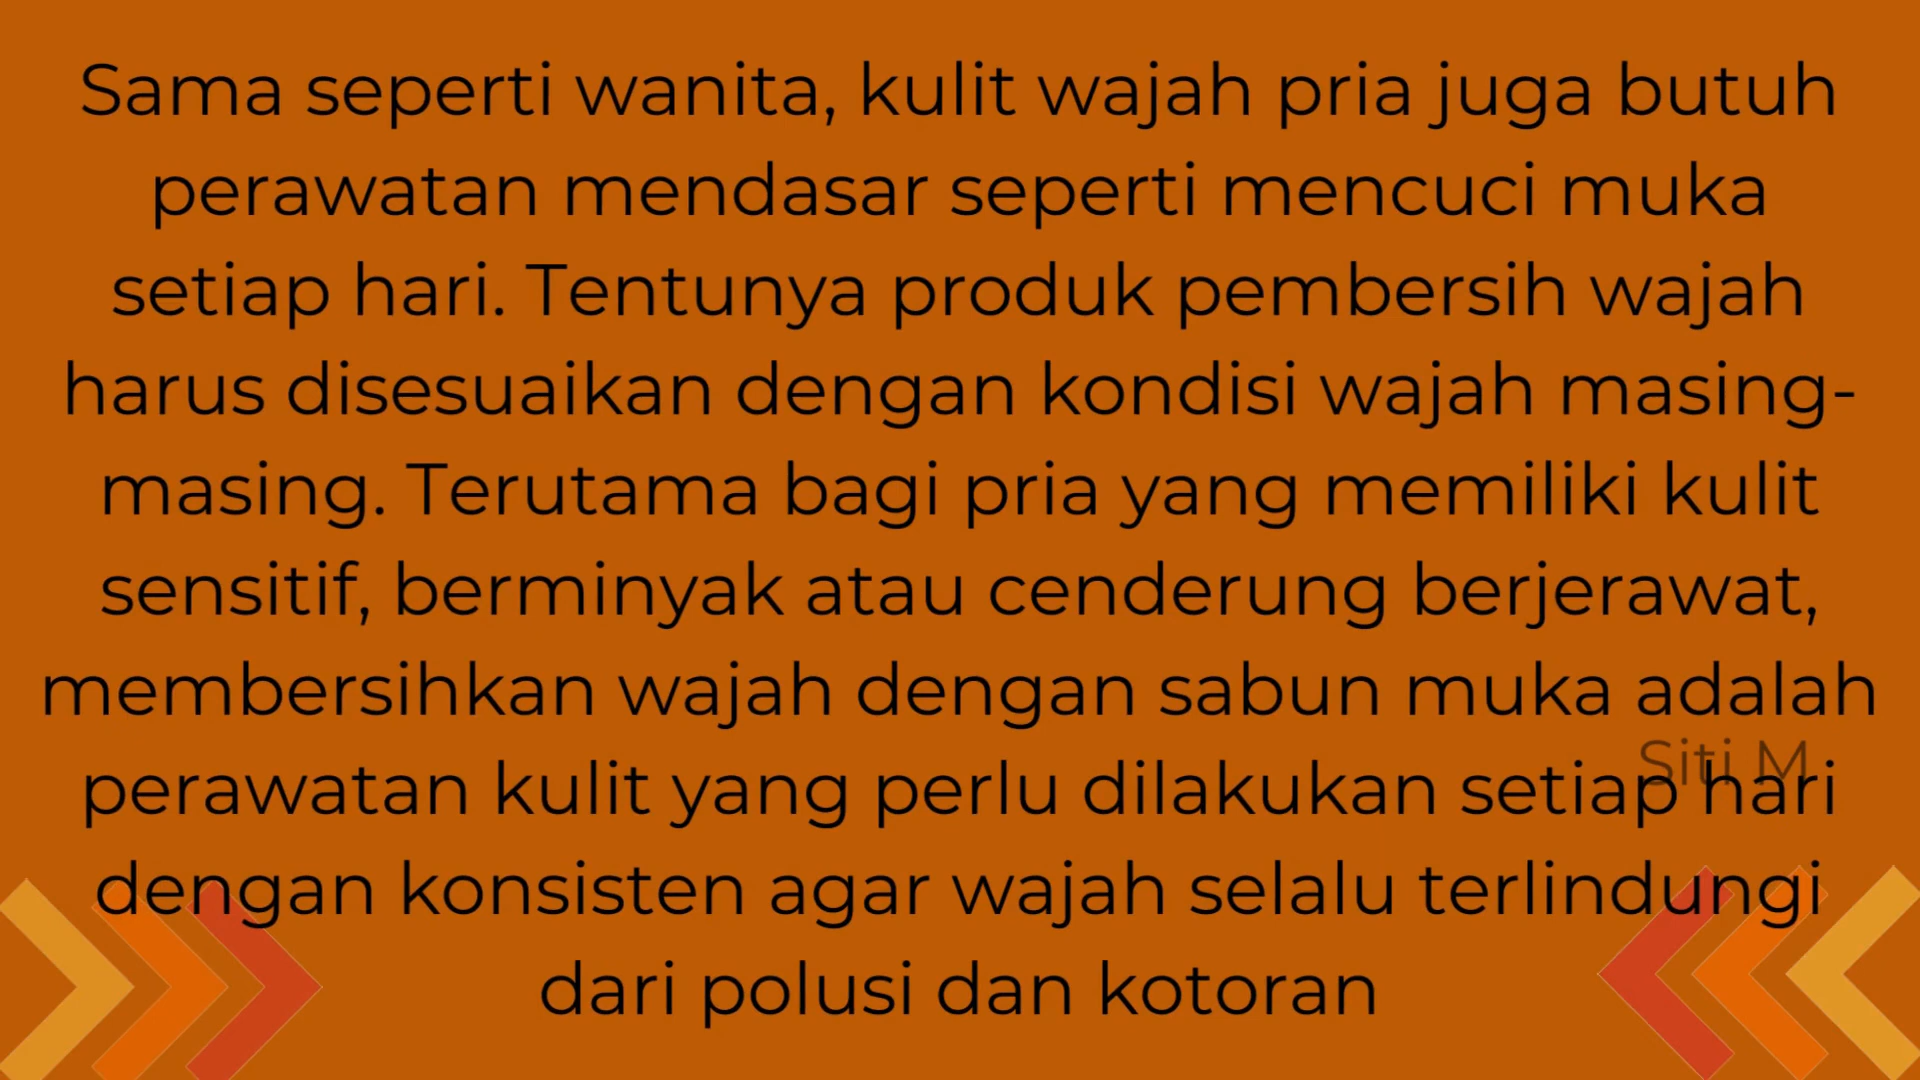 Sama seperti wanita, kulit wajah pria juga butuh
perawatan mendasar seperti mencuci muka
setiap hari. Tentunya produk pembersih wajah
harus disesuaikan dengan kondisi wajah masing-
masing. Terutama bagi pria yang memiliki kulit
sensitif, berminyak atau cenderung berjerawat,
membersihkan wajah dengan sabun muka adalah
Siti M
perawatan kulit yang perlu dilakukan setiap hari
dengan konsisten agar wajah selalu terlindungi
dari polusi dan kotoran